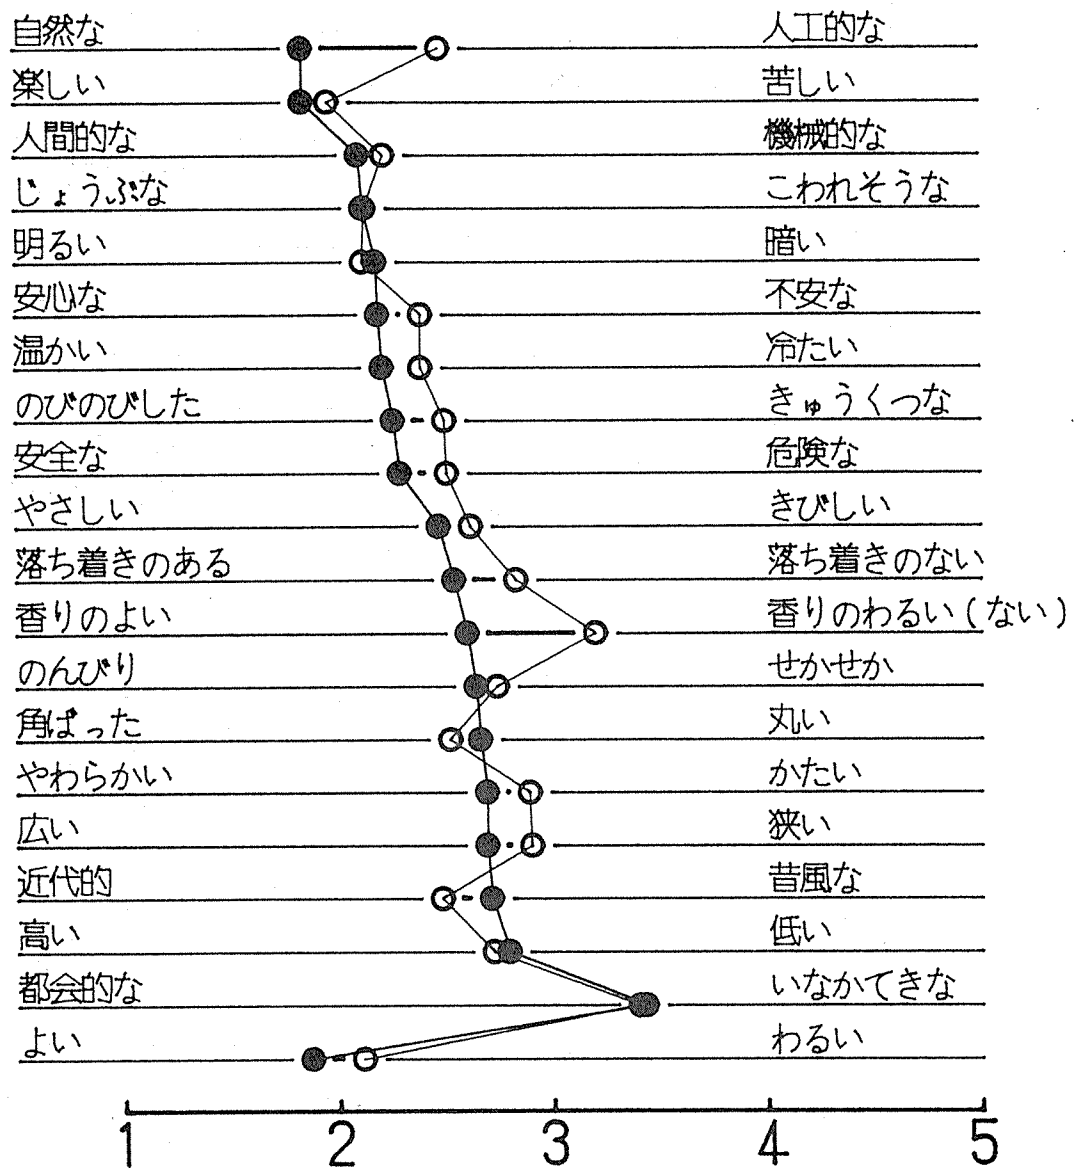 自然な 人工的な
楽しい 苦しい
人間的な 機械的な
じょうぶな こわれそうな
明るい 暗い
安心な 不安な
温かい 冷たい
のびのびした きゅうくつな
安全な 危険な
やさしい きびしい
落ち着きのある 落ち着きのない
香りのよい 香りのわるい(ない)
のんびり せかせか
角ばった 丸い
やわらかい かたい
広い 狭い
近代的 昔風な
高い 低い
都会的な いなかてきな
よい わるい
1 2 3 4 5